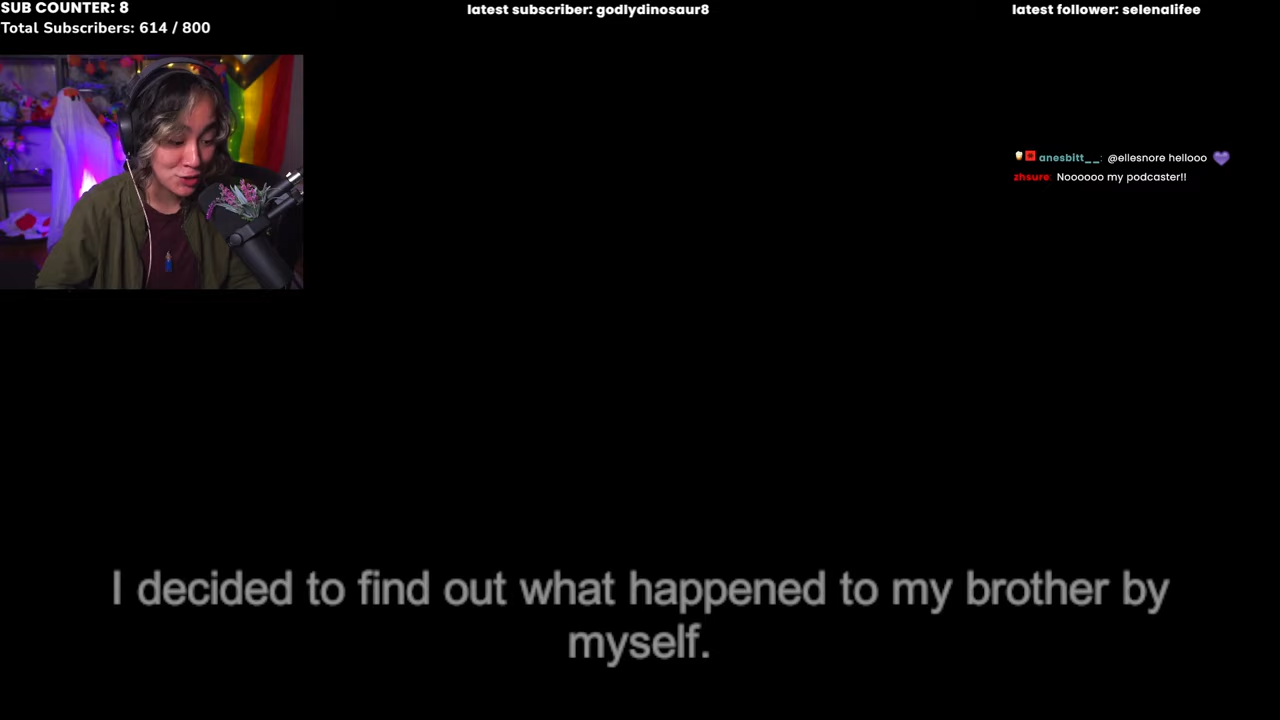 SUB COUNTER: 8
Total Subscribers: 614 / 800
latest subscriber: godlydinosaur8
latest follower: selenalifee
anesbitt__: @ellesnore hellooo
zhsure: Noooooo my podcaster!!
I decided to find out what happened to my brother by
myself.